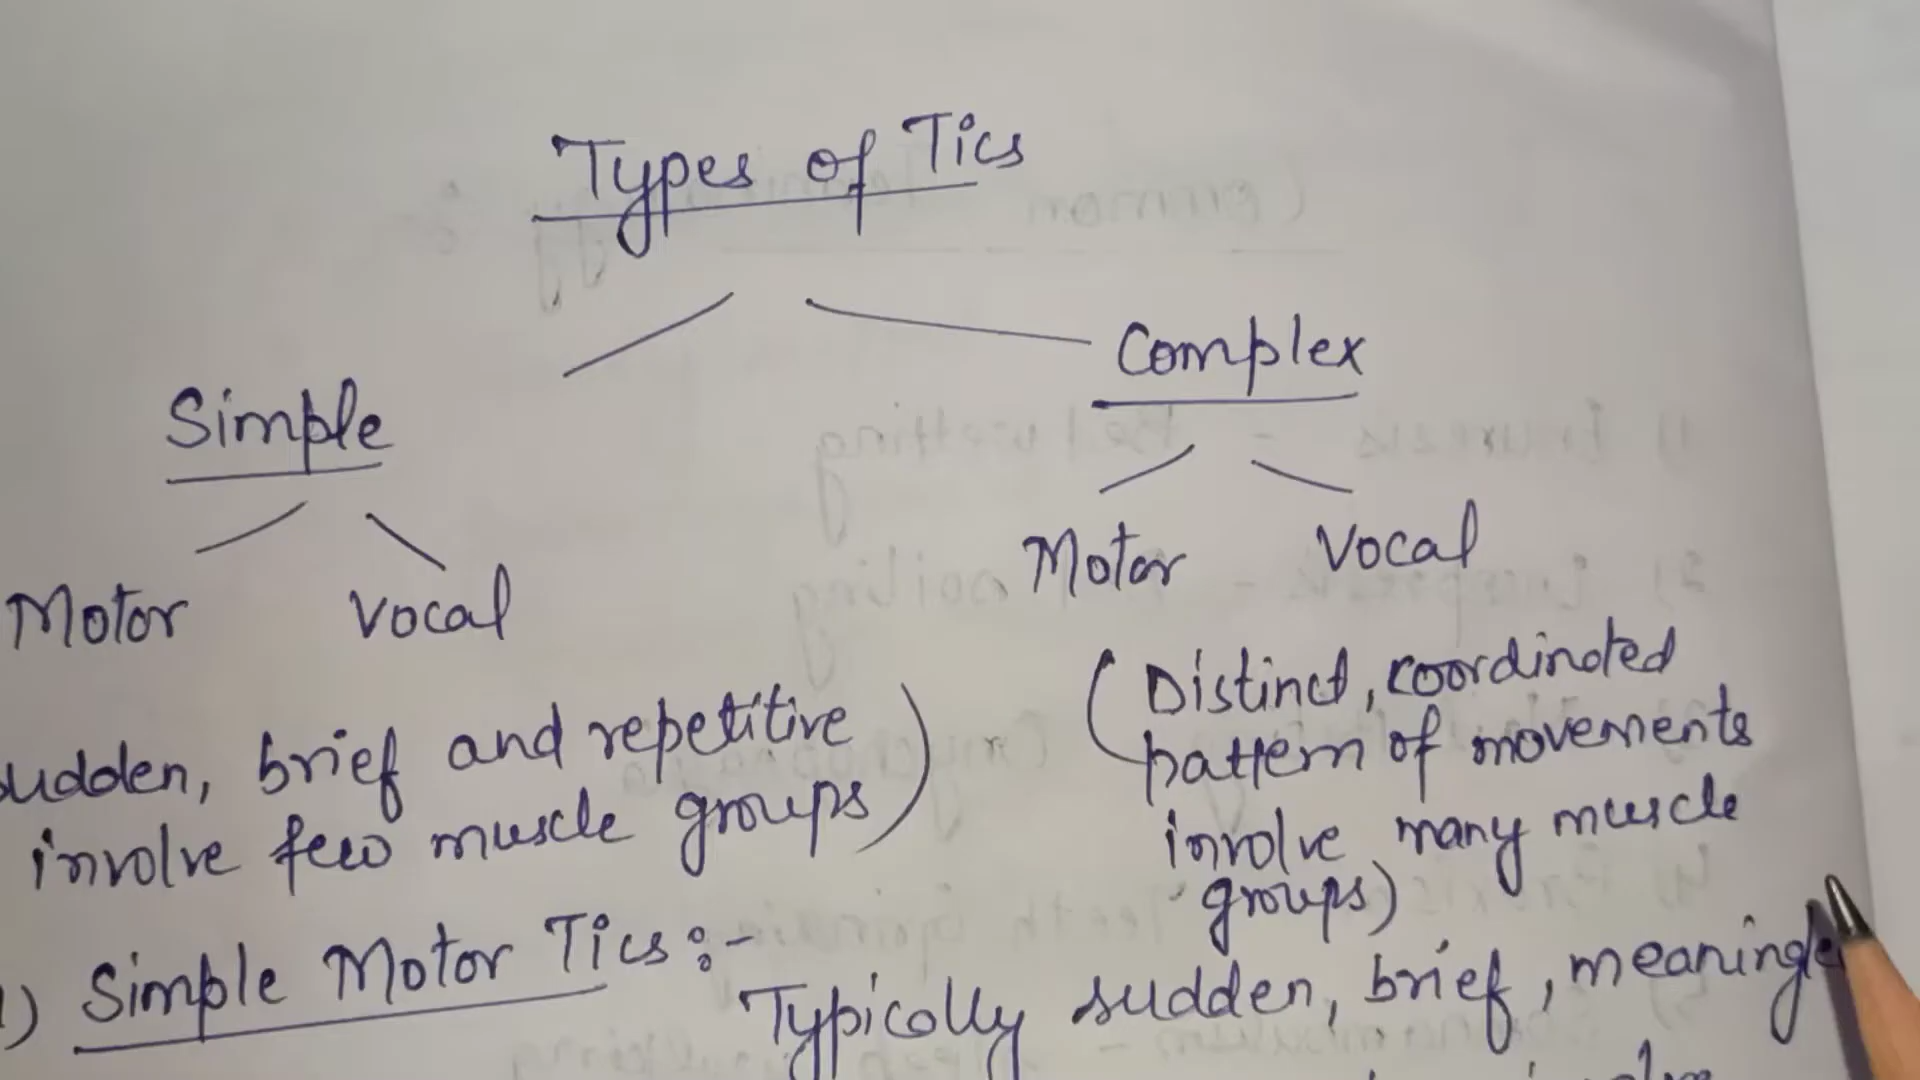 Types of Tics
Simple
Complex
Motor Vocal
Motor Vocal
sudden, brief and repetitive
involve few muscle groups)
(Distinct, coordinated
pattern of movements
involve many muscle
groups)
1) Simple Motor Tics:-
Typically sudden, brief, meaningle